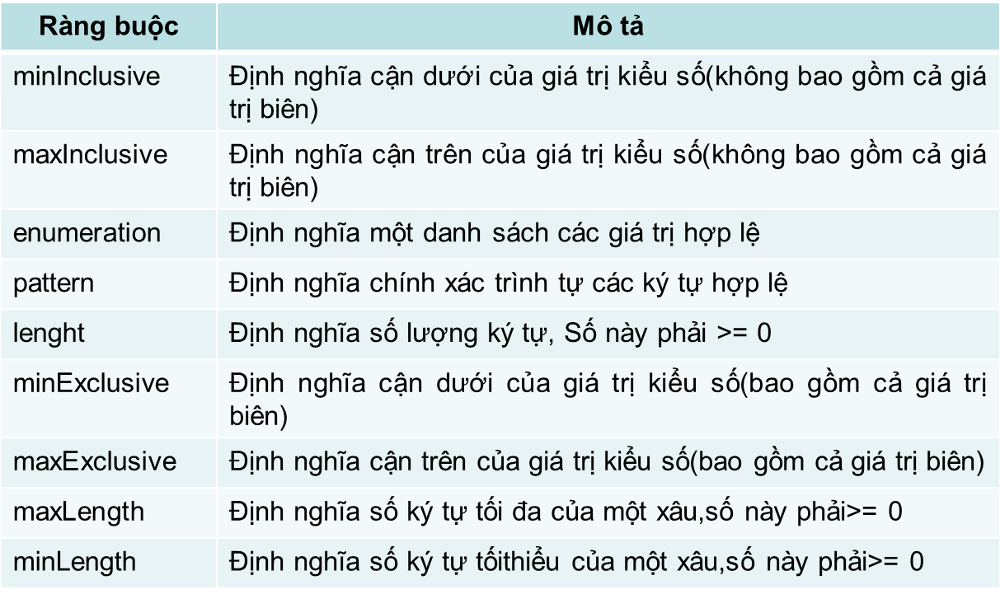 Ràng buộc Mô tả
minInclusive Định nghĩa cận dưới của giá trị kiểu số(không bao gồm cả giá
trị biên)
maxInclusive Định nghĩa cận trên của giá trị kiểu số(không bao gồm cả giá
trị biên)
enumeration Định nghĩa một danh sách các giá trị hợp lệ
pattern Định nghĩa chính xác trình tự các ký tự hợp lệ
lenght Định nghĩa số lượng ký tự, Số này phải >= 0
minExclusive Định nghĩa cận dưới của giá trị kiểu số(bao gồm cả giá trị
biên)
maxExclusive Định nghĩa cận trên của giá trị kiểu số(bao gồm cả giá trị biên)
maxLength Định nghĩa số ký tự tối đa của một xâu,số này phải>= 0
minLength Định nghĩa số ký tự tốithiểu của một xâu,số này phải>= 0